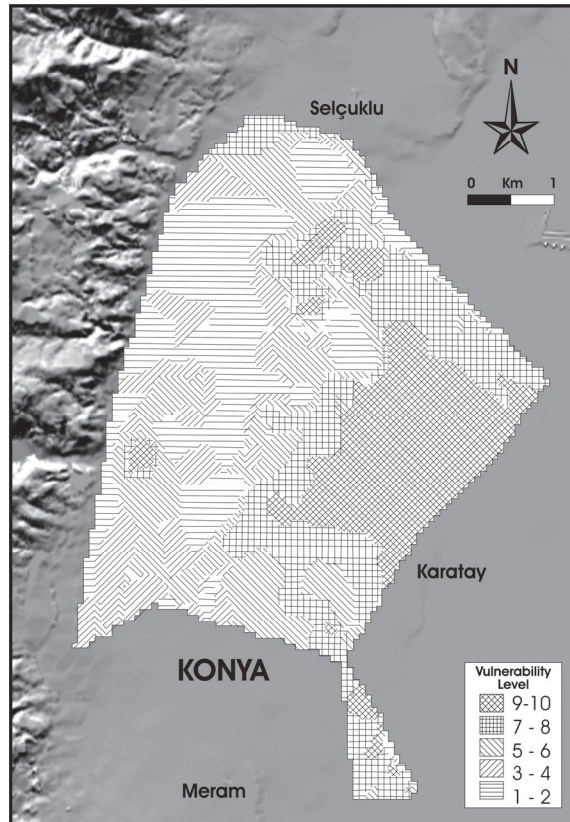 Selçuklu
N
0 Km 1
Karatay
KONYA
Meram
Vulnerability
Level
9-10
7 - 8
5 - 6
3 - 4
1 - 2